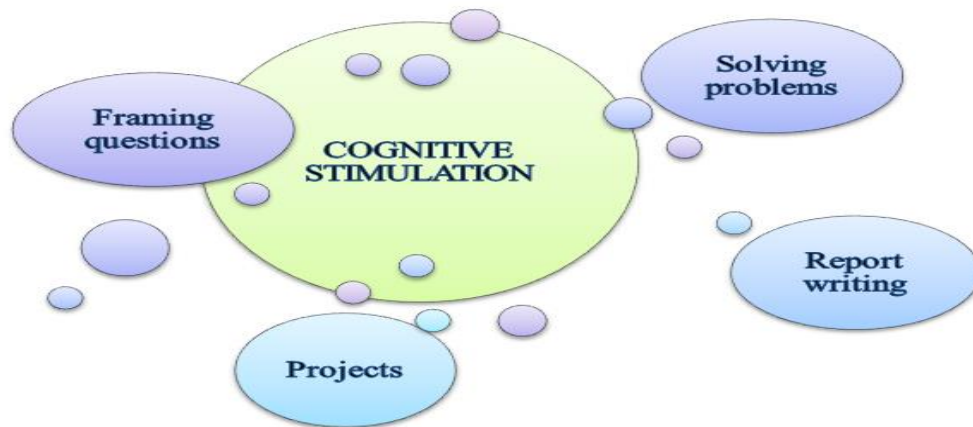 Solving
problems
Framing
questions
COGNITIVE
STIMULATION
Report
writing
Projects